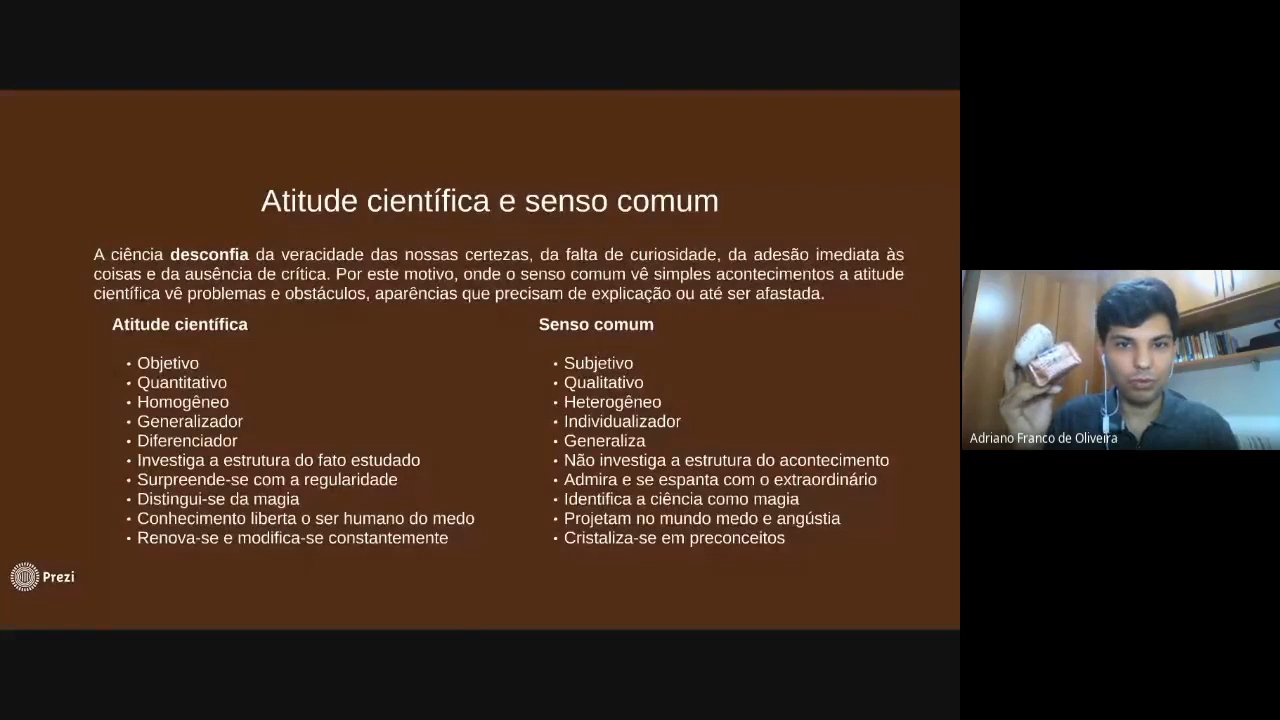 Atitude científica e senso comum
A ciência desconfia da veracidade das nossas certezas, da falta de curiosidade, da adesão imediata às
coisas e da ausência de crítica. Por este motivo, onde o senso comum vê simples acontecimentos a atitude
científica vê problemas e obstáculos, aparências que precisam de explicação ou até ser afastada.
Atitude científica
• Objetivo
• Quantitativo
• Homogêneo
• Generalizador
• Diferenciador
• Investiga a estrutura do fato estudado
• Surpreende-se com a regularidade
• Distingui-se da magia
• Conhecimento liberta o ser humano do medo
• Renova-se e modifica-se constantemente
Senso comum
• Subjetivo
• Qualitativo
• Heterogêneo
• Individualizador
• Generaliza
• Não investiga a estrutura do acontecimento
• Admira e se espanta com o extraordinário
• Identifica a ciência como magia
• Projetam no mundo medo e angústia
• Cristaliza-se em preconceitos
Prezi
Adriano Franco de Oliveira